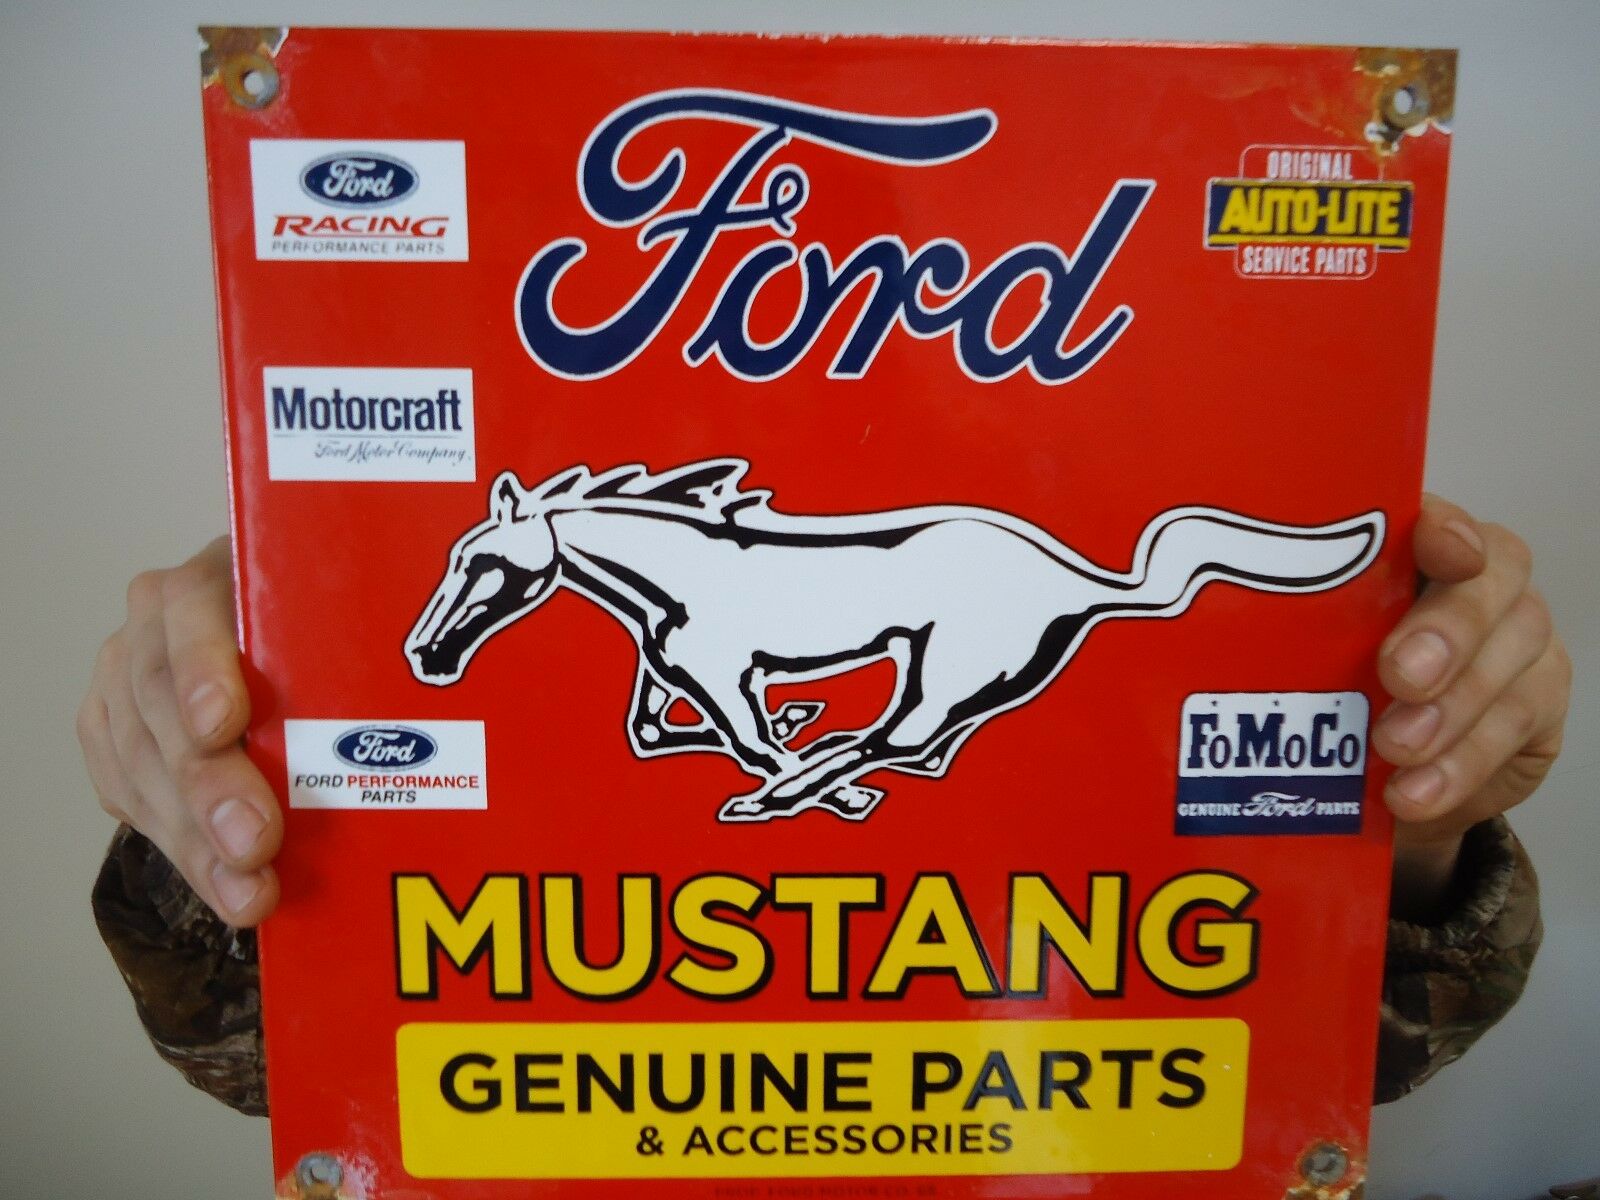 Ford
Ford
RACING
PERFORMANCE PARTS
ORIGINAL
AUTO-LITE
SERVICE PARTS
Motorcraft
Ford Motor Company.
Ford
FORD PERFORMANCE
PARTS
FoMoCo
GENUINE Ford PARTS
MUSTANG
GENUINE PARTS
& ACCESSORIES